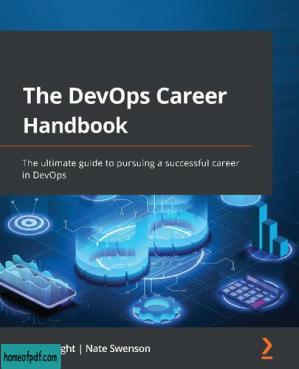 The DevOps Career
Handbook
The ultimate guide to pursuing a successful career
in DevOps
ght | Nate Swenson
homeofpdf.com